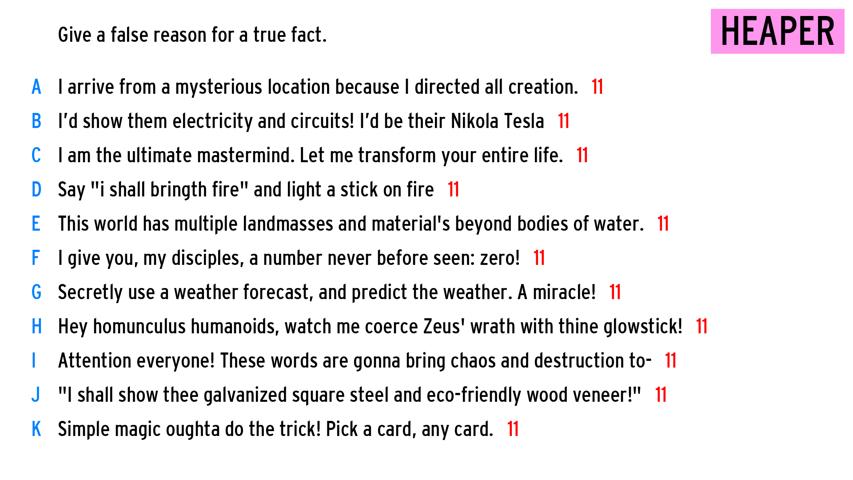 Give a false reason for a true fact.
HEAPER
A I arrive from a mysterious location because I directed all creation. 11
B I'd show them electricity and circuits! I'd be their Nikola Tesla 11
C I am the ultimate mastermind. Let me transform your entire life. 11
D Say "i shall bringth fire" and light a stick on fire 11
E This world has multiple landmasses and material's beyond bodies of water. 11
F I give you, my disciples, a number never before seen: zero! 11
G Secretly use a weather forecast, and predict the weather. A miracle! 11
H Hey homunculus humanoids, watch me coerce Zeus' wrath with thine glowstick! 11
I Attention everyone! These words are gonna bring chaos and destruction to- 11
J "I shall show thee galvanized square steel and eco-friendly wood veneer!" 11
K Simple magic oughta do the trick! Pick a card, any card. 11